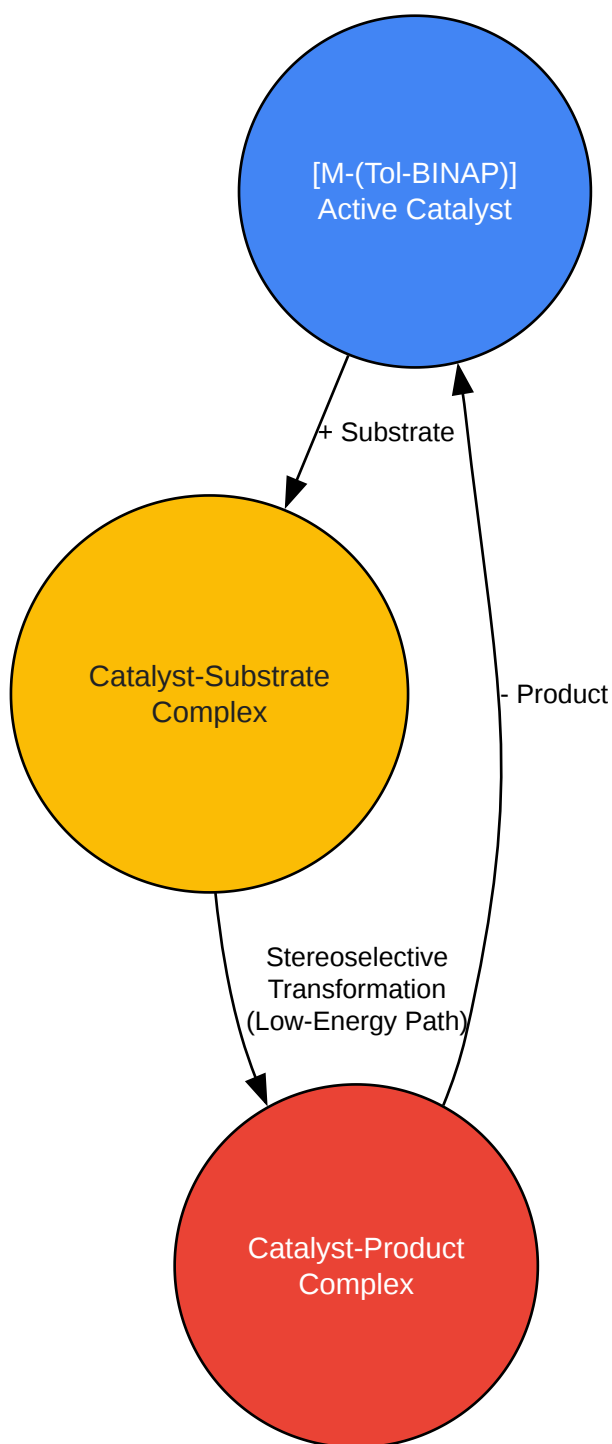 [M-(Tol-BINAP)]
Active Catalyst
+ Substrate
Catalyst-Substrate
Complex
- Product
Stereoselective
Transformation
(Low-Energy Path)
Catalyst-Product
Complex